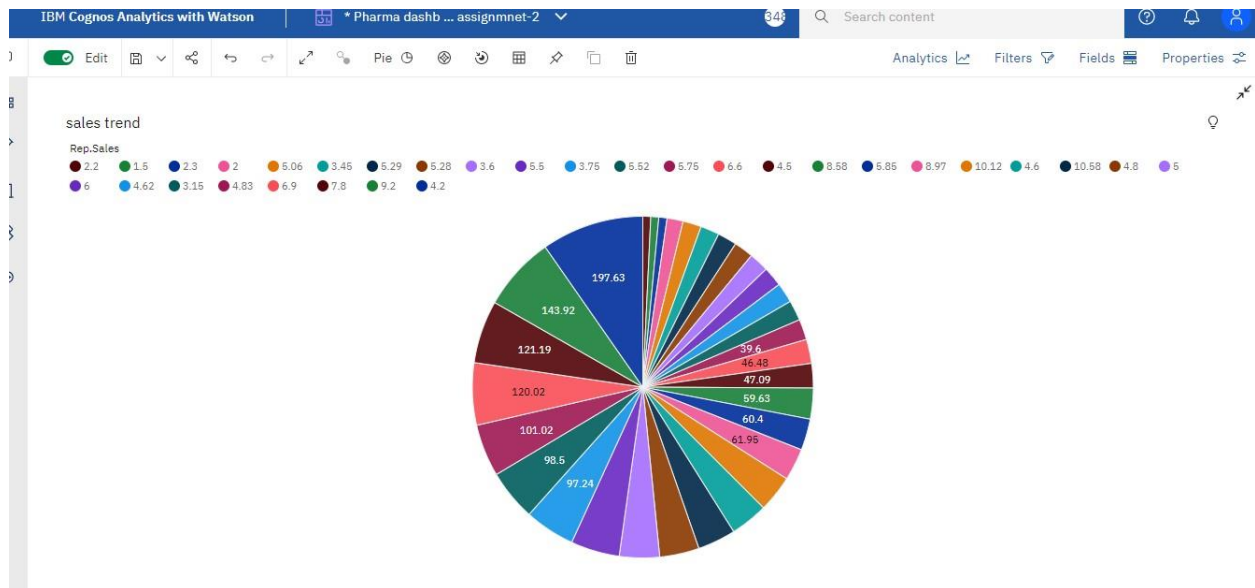 IBM Cognos Analytics with Watson * Pharma dashb ... assignmnet-2 Search content
Edit Pie Analytics Filters Fields Properties
sales trend
Rep.Sales
2.2 1.5 2.3 2 5.06 3.45 5.29 5.28 3.6 5.5 3.75 5.52 5.75 6.6 4.5 8.58 5.85 8.97 10.12 4.6 10.58 4.8 5
6 4.62 3.15 4.83 6.9 7.8 9.2 4.2
197.63
143.92
121.19
39.6
46.48
47.09
120.02
59.63
60.4
101.02
61.95
98.5
97.24